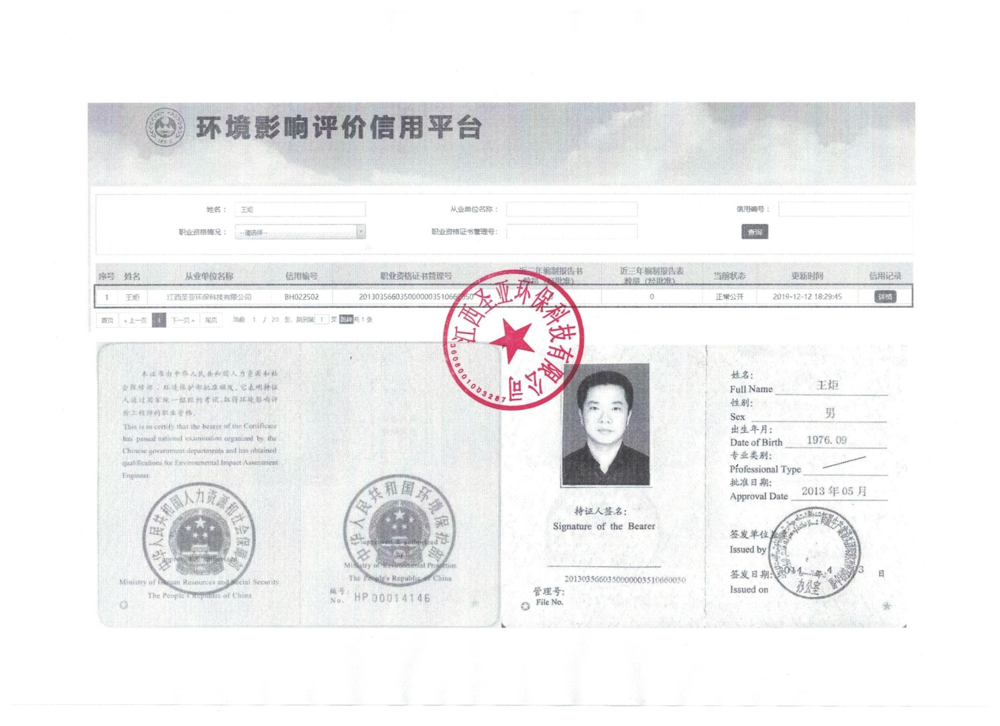 环境影响评价信用平台
姓名： 王炬 从业单位名称： 信用编号：
职业资格情况： --请选择-- 职业资格证书管理号： 查询
序号 姓名 从业单位名称 信用编号 职业资格证书管理号 近三年编制报告书 近三年编制报告表 当前状态 更新时间 信用记录
数量（经批准） 数量（经批准）
1 王炬 江西圣亚环保科技有限公司 BH022502 2013035660350000003510660050 0 正常公开 2019-12-12 18:29:45 详情
首页 «上一页 1 下一页» 尾页 当前 1 / 20 条，跳到第 1 页 跳转 共1条
江西圣亚环保科技有限公司
3608001003287
本证书由中华人民共和国人力资源和社
会保障部、环境保护部批准颁发，它表明持证
人通过国家统一组织的考试，取得环境影响评
价工程师的职业资格。
This is to certify that the bearer of the Certificate
has passed national examination organized by the
Chinese government departments and has obtained
qualifications for Environmental Impact Assessment
Engineer.
中华人民共和国人力资源和社会保障部
Ministry of Human Resources and Social Security
The People's Republic of China
中华人民共和国环境保护部
approved & authorized
by
Ministry of Environmental Protection
The People's Republic of China
编号：
No. HP 00014146
持证人签名：
Signature of the Bearer
2013035660350000003510660050
管理号：
File No.
姓名：
Full Name 王炬
性别：
Sex 男
出生年月：
Date of Birth 1976.09
专业类别：
Professional Type
批准日期：
Approval Date 2013年05月
签发单位
Issued by
签发日期： 2014 年 4 3 日
Issued on
办公室